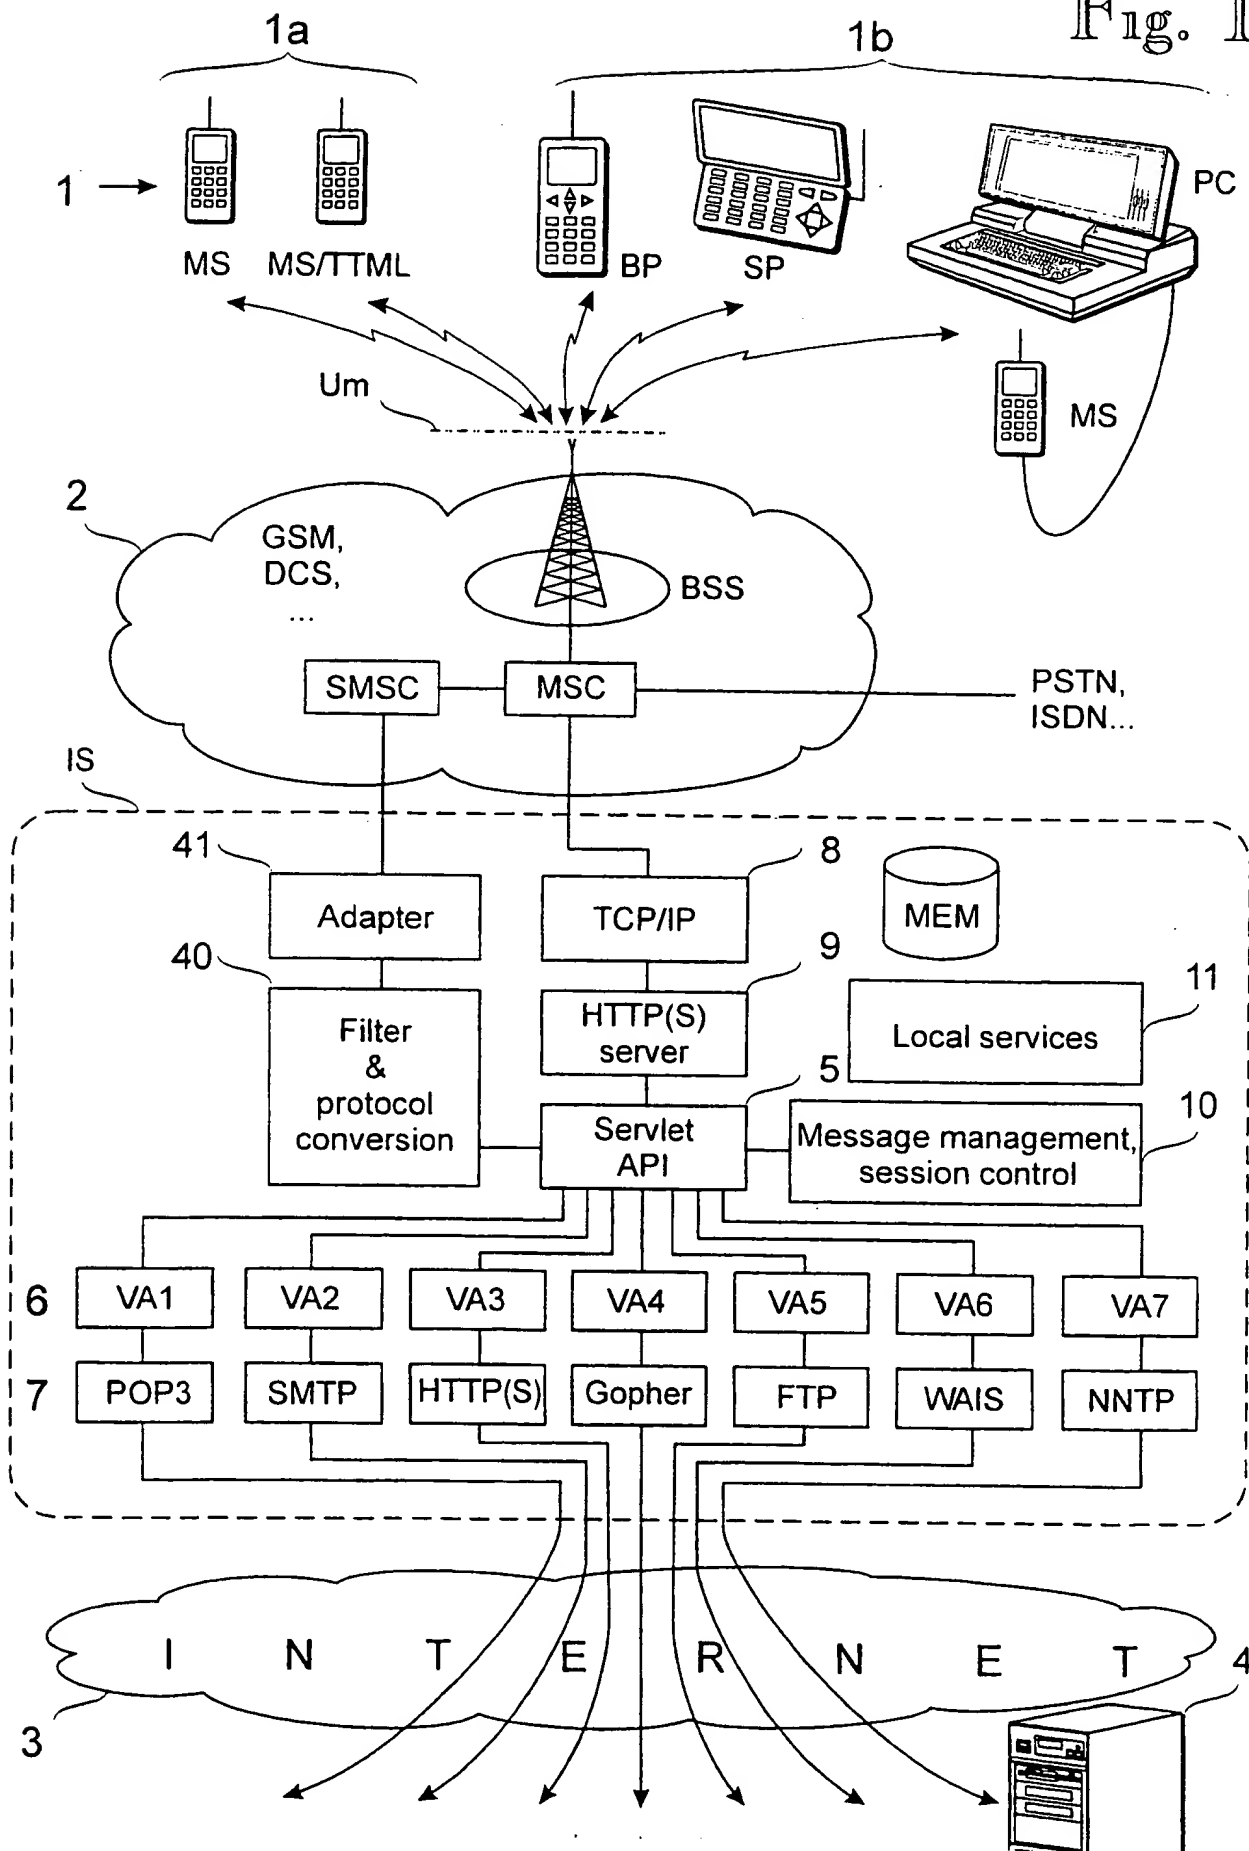 Fig. 1
1a
1b
1
MS
MS/TTML
BP
SP
PC
MS
Um
2
GSM,
DCS,
...
BSS
SMSC
MSC
PSTN,
ISDN...
IS
41
8
Adapter
TCP/IP
MEM
40
9
11
Filter
&
protocol
conversion
HTTP(S)
server
Local services
5
10
Servlet
API
Message management,
session control
6
VA1
VA2
VA3
VA4
VA5
VA6
VA7
7
POP3
SMTP
HTTP(S)
Gopher
FTP
WAIS
NNTP
I N T E R N E T
4
3